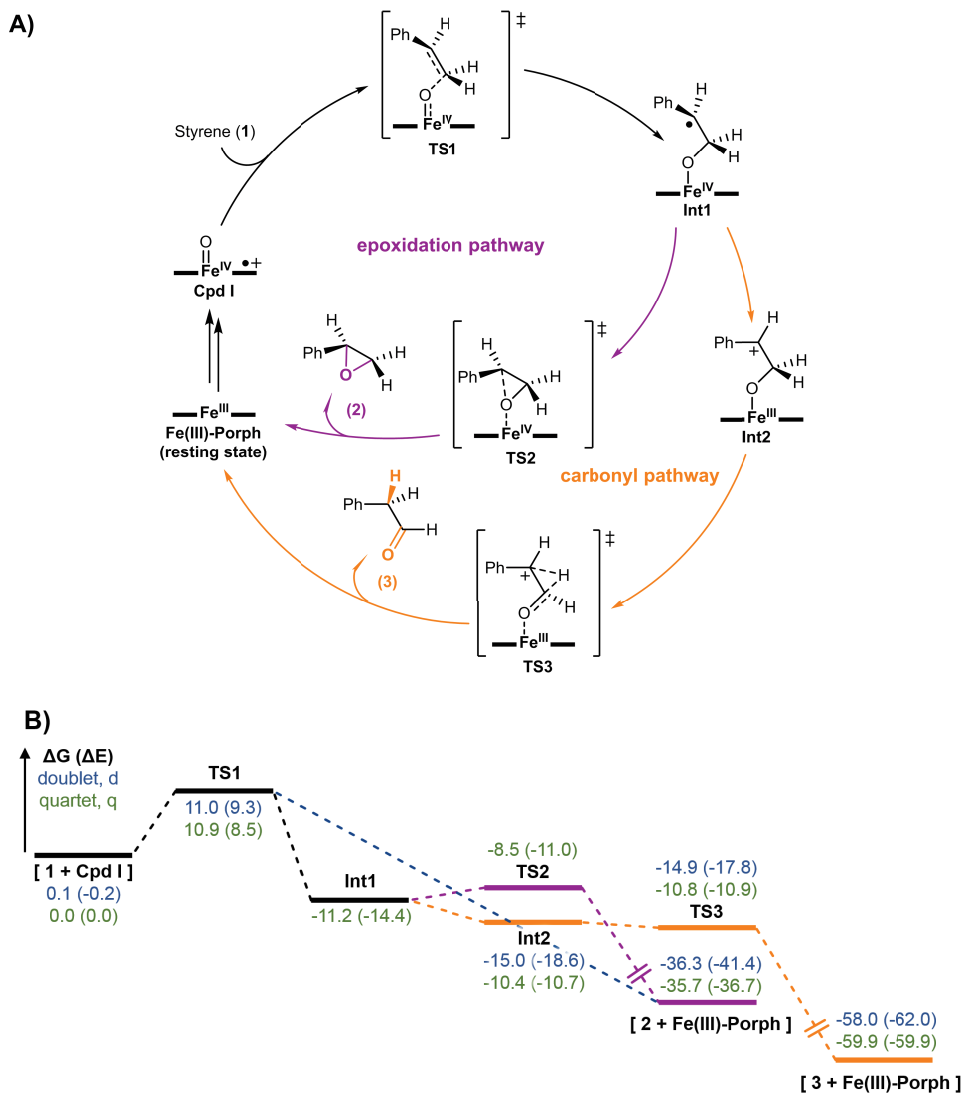 A)
Ph
H
H
H
O
Fe^IV
TS1
‡
Styrene (1)
Ph
H
•
H
H
O
Fe^IV
Int1
O
Fe^IV
•+
Cpd I
epoxidation pathway
H
Ph
O
H
H
(2)
H
Ph
H
H
O
Fe^IV
TS2
‡
Ph
H
+
H
H
O
Fe^III
Int2
Fe^III
Fe(III)-Porph
(resting state)
carbonyl pathway
H
H
Ph
H
O
(3)
Ph
H
+
H
H
O
Fe^III
TS3
‡
B)
ΔG (ΔE)
doublet, d
quartet, q
[ 1 + Cpd I ]
0.1 (-0.2)
0.0 (0.0)
TS1
11.0 (9.3)
10.9 (8.5)
Int1
-11.2 (-14.4)
-8.5 (-11.0)
TS2
Int2
-15.0 (-18.6)
-10.4 (-10.7)
-14.9 (-17.8)
-10.8 (-10.9)
TS3
-36.3 (-41.4)
-35.7 (-36.7)
[ 2 + Fe(III)-Porph ]
-58.0 (-62.0)
-59.9 (-59.9)
[ 3 + Fe(III)-Porph ]